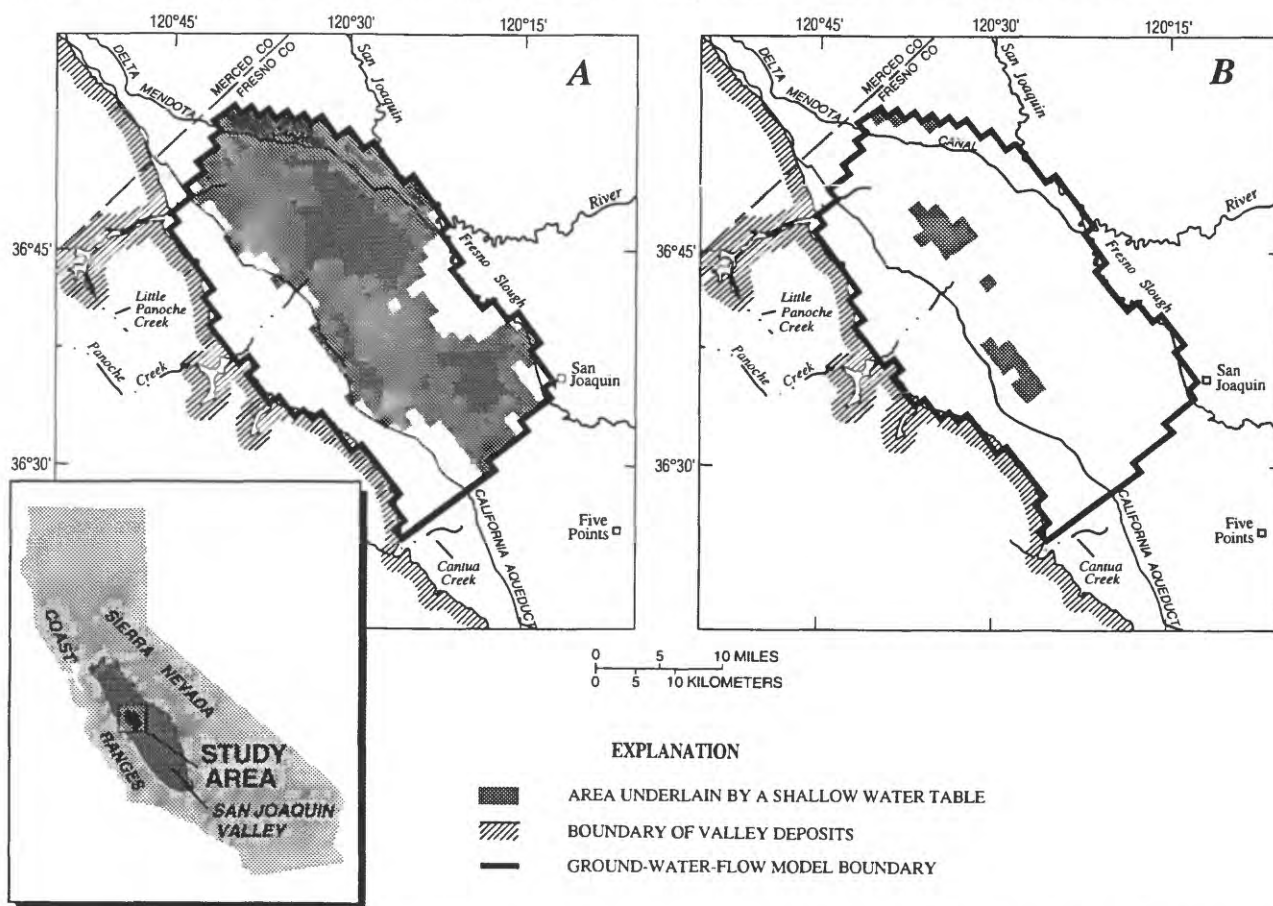 120°45'
120°30'
120°15'
A
DELTA
MENDOTA
MERCED CO
FRESNO CO
San
Joaquin
River
36°45'
Fresno
Slough
Little
Panoche
Creek
Panoche
Creek
San
Joaquin
36°30'
CALIFORNIA AQUEDUCT
Five
Points
Cantua
Creek
120°45'
120°30'
120°15'
B
DELTA
MENDOTA
CANAL
MERCED CO
FRESNO CO
San
Joaquin
River
36°45'
Fresno
Slough
Little
Panoche
Creek
Panoche
Creek
San
Joaquin
36°30'
CALIFORNIA AQUEDUCT
Five
Points
Cantua
Creek
COAST
RANGES
SIERRA
NEVADA
STUDY
AREA
SAN JOAQUIN
VALLEY
0 5 10 MILES
0 5 10 KILOMETERS
EXPLANATION
AREA UNDERLAIN BY A SHALLOW WATER TABLE
BOUNDARY OF VALLEY DEPOSITS
GROUND-WATER-FLOW MODEL BOUNDARY